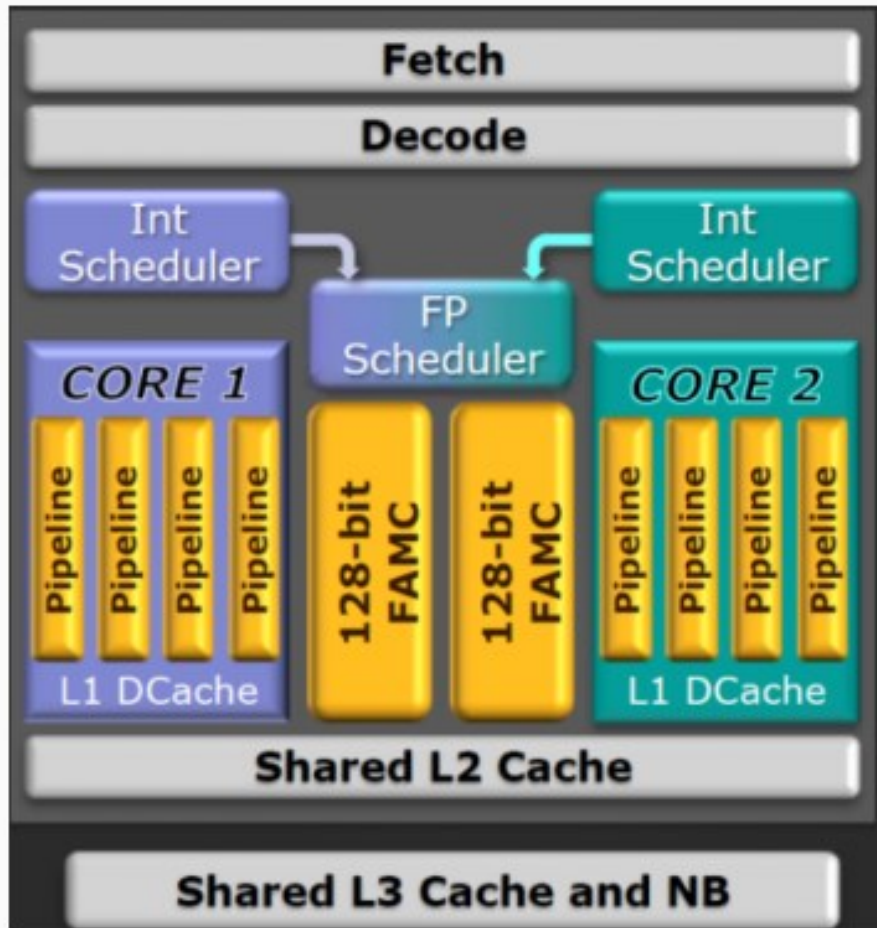 Fetch
Decode
Int
Scheduler
Int
Scheduler
FP
Scheduler
CORE 1
Pipeline
Pipeline
Pipeline
Pipeline
L1 DCache
128-bit
FAMC
128-bit
FAMC
CORE 2
Pipeline
Pipeline
Pipeline
Pipeline
L1 DCache
Shared L2 Cache
Shared L3 Cache and NB